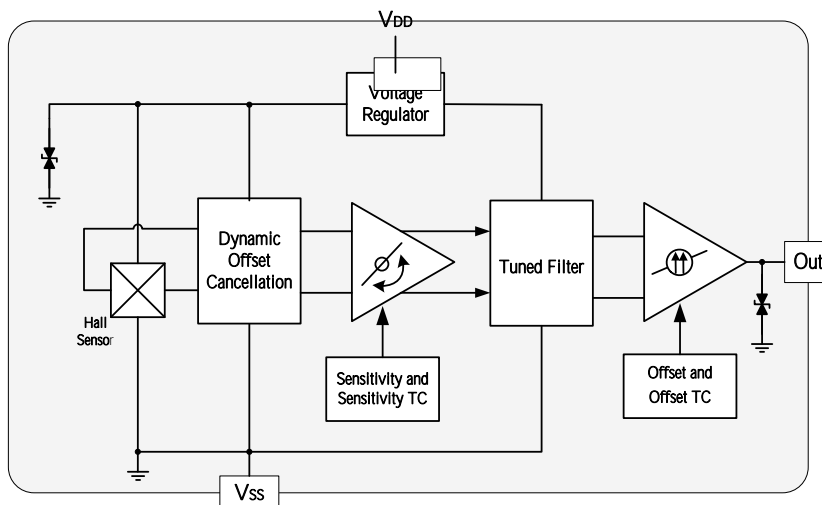 VDD
Voltage
Regulator
Dynamic
Offset
Cancellation
Tuned Filter
Out
Hall
Sensor
Sensitivity and
Sensitivity TC
Offset and
Offset TC
VSS